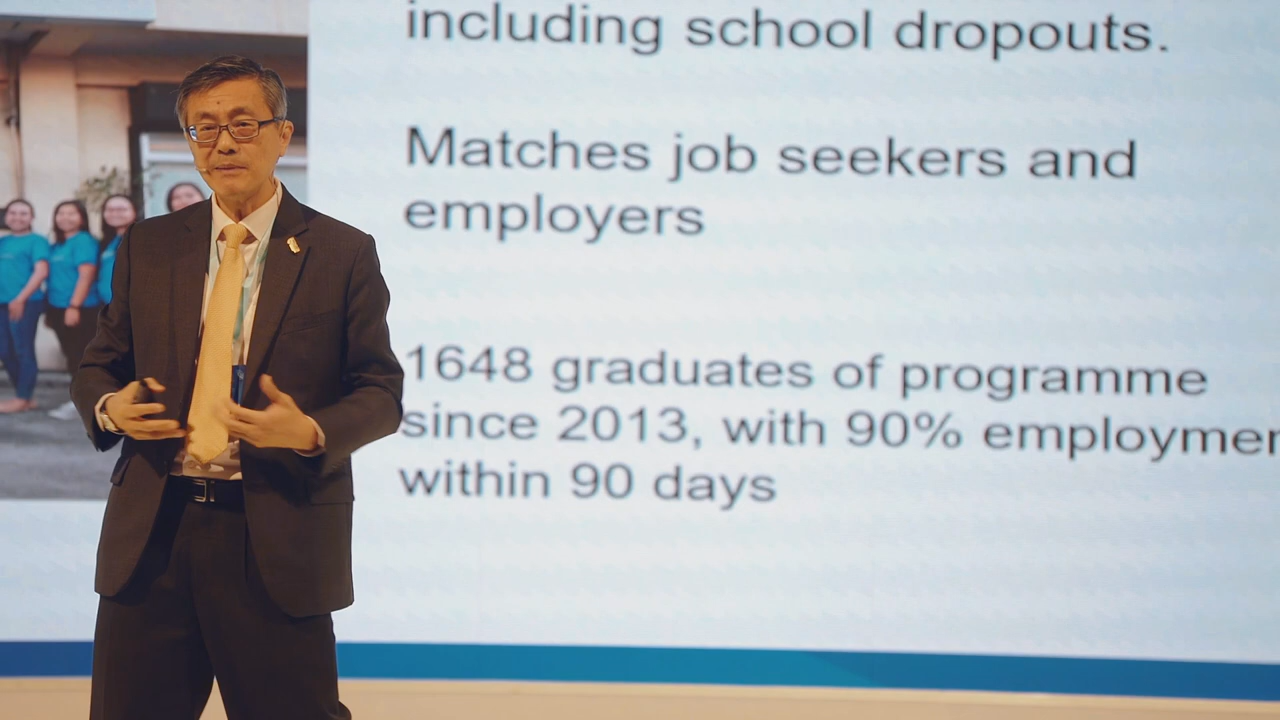 including school dropouts.
Matches job seekers and
employers
1648 graduates of programme
since 2013, with 90% employmen
within 90 days